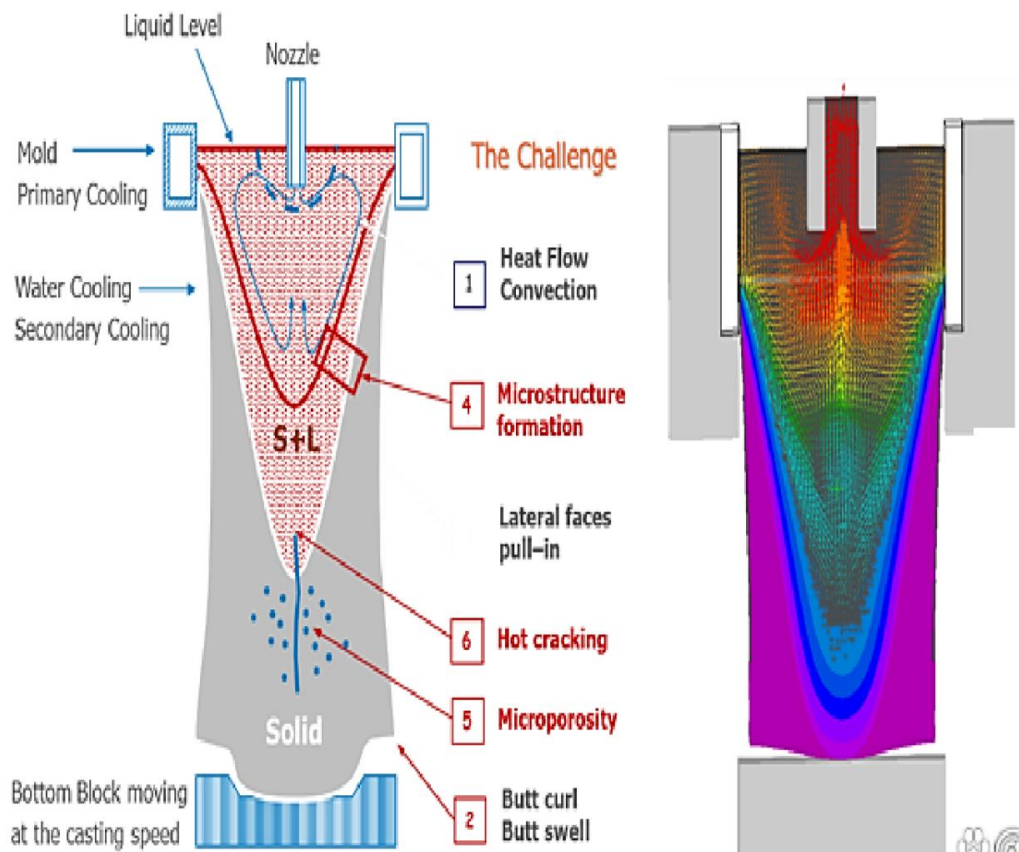 Liquid Level
Nozzle
Mold
Primary Cooling
The Challenge
1
Heat Flow
Convection
Water Cooling
Secondary Cooling
4
Microstructure
formation
S+L
Lateral faces
pull-in
6
Hot cracking
5
Microporosity
Solid
Bottom Block moving
at the casting speed
2
Butt curl
Butt swell